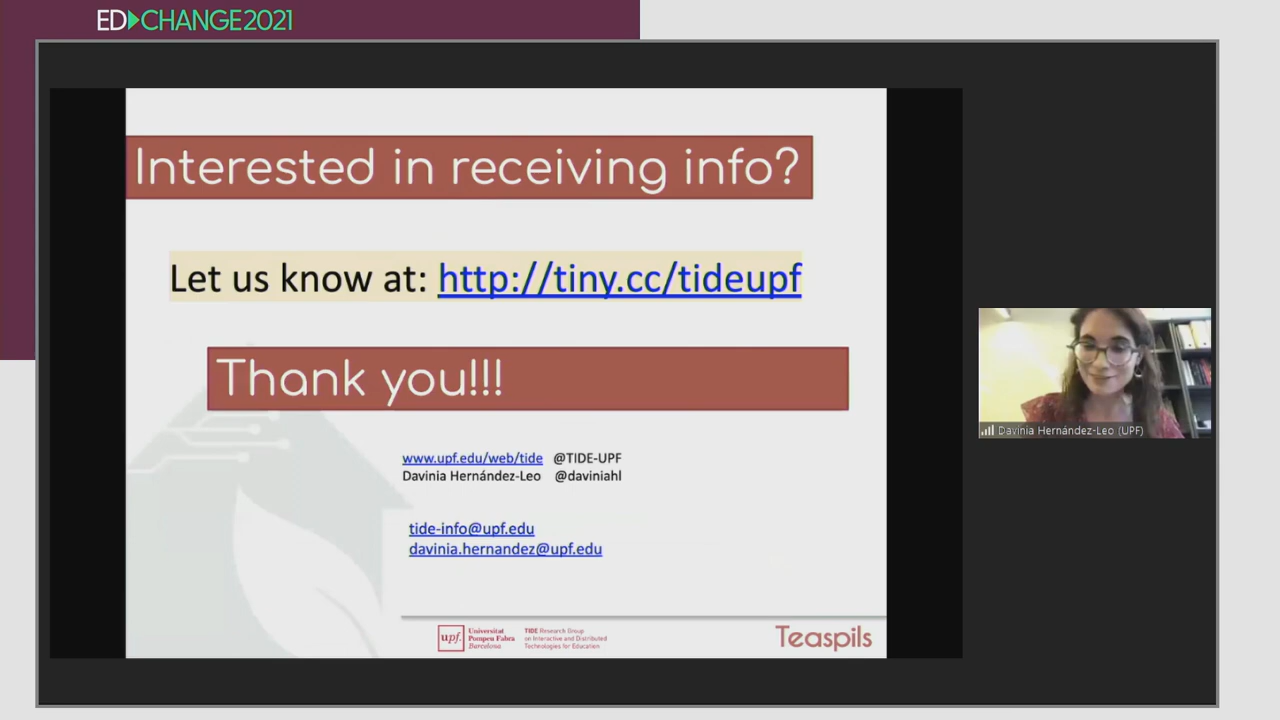 ED CHANGE2021
Interested in receiving info?
Let us know at: http://tiny.cc/tideupf
Thank you!!!
www.upf.edu/web/tide @TIDE-UPF
Davinia Hernández-Leo @daviniahl
tide-info@upf.edu
davinia.hernandez@upf.edu
upf. Universitat Pompeu Fabra Barcelona
TIDE Research Group
on Interactive and Distributed
Technologies for Education
Teaspils
Davinia Hernández-Leo (UPF)